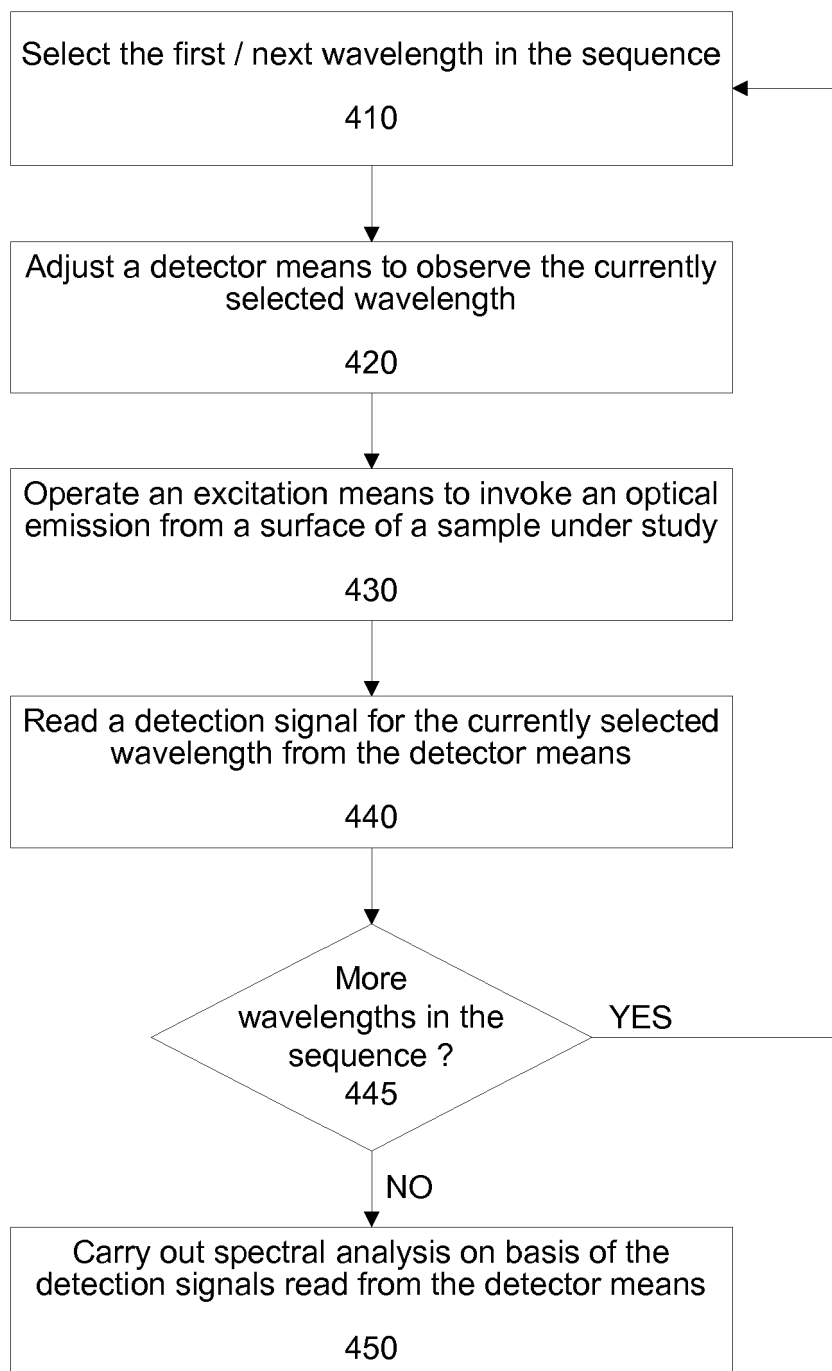 Select the first / next wavelength in the sequence
410
Adjust a detector means to observe the currently
selected wavelength
420
Operate an excitation means to invoke an optical
emission from a surface of a sample under study
430
Read a detection signal for the currently selected
wavelength from the detector means
440
More
wavelengths in the
sequence ?
445
YES
NO
Carry out spectral analysis on basis of the
detection signals read from the detector means
450